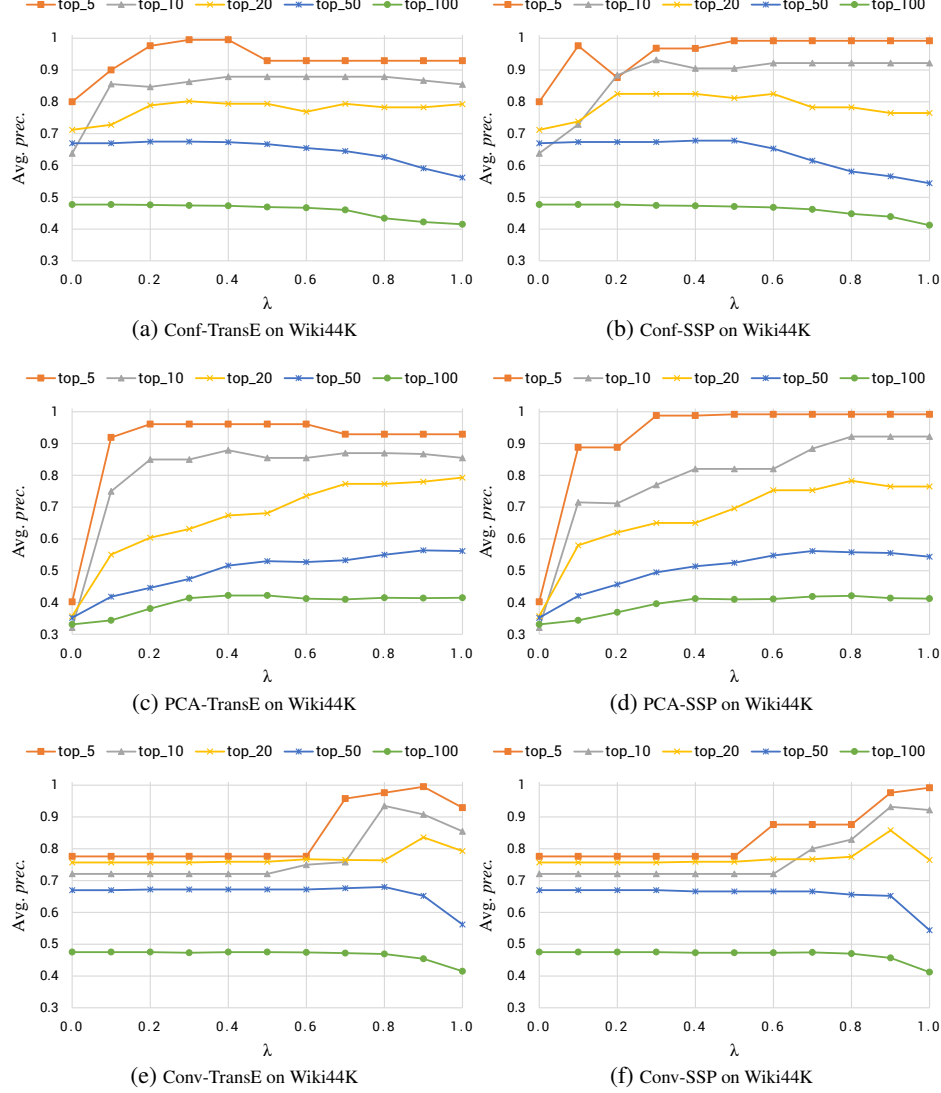 top_5 top_10 top_20 top_50 top_100 top_5 top_10 top_20 top_50 top_100
1 1
0.9 0.9
0.8 0.8
0.7 0.7
0.6 0.6
0.5 0.5
0.4 0.4
0.3 0.3
Avg. prec. Avg. prec.
0.0 0.2 0.4 0.6 0.8 1.0 0.0 0.2 0.4 0.6 0.8 1.0
λ λ
(a) Conf-TransE on Wiki44K (b) Conf-SSP on Wiki44K
top_5 top_10 top_20 top_50 top_100 top_5 top_10 top_20 top_50 top_100
1 1
0.9 0.9
0.8 0.8
0.7 0.7
0.6 0.6
0.5 0.5
0.4 0.4
0.3 0.3
Avg. prec. Avg. prec.
0.0 0.2 0.4 0.6 0.8 1.0 0.0 0.2 0.4 0.6 0.8 1.0
λ λ
(c) PCA-TransE on Wiki44K (d) PCA-SSP on Wiki44K
top_5 top_10 top_20 top_50 top_100 top_5 top_10 top_20 top_50 top_100
1 1
0.9 0.9
0.8 0.8
0.7 0.7
0.6 0.6
0.5 0.5
0.4 0.4
0.3 0.3
Avg. prec. Avg. prec.
0.0 0.2 0.4 0.6 0.8 1.0 0.0 0.2 0.4 0.6 0.8 1.0
λ λ
(e) Conv-TransE on Wiki44K (f) Conv-SSP on Wiki44K